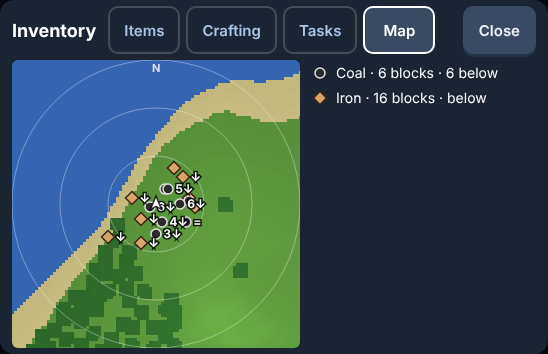 Inventory
Items
Crafting
Tasks
Map
Close
N
Coal · 6 blocks · 6 below
Iron · 16 blocks · below
↓
5↓
↓
6↓
3↓
↓
4↓
=
↓
3↓
↓